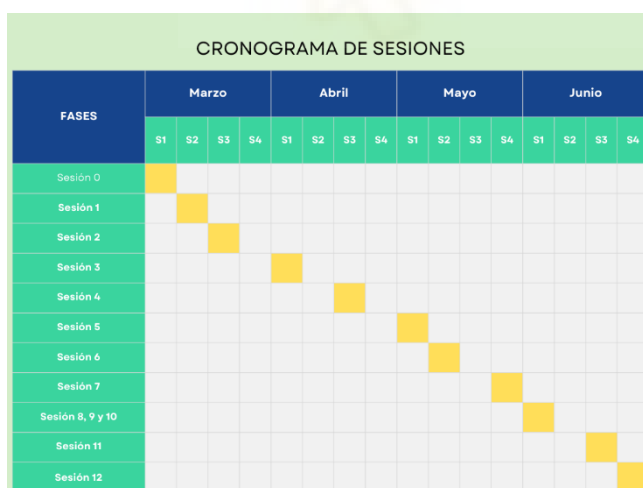 CRONOGRAMA DE SESIONES
FASES
Marzo Abril Mayo Junio
S1 S2 S3 S4 S1 S2 S3 S4 S1 S2 S3 S4 S1 S2 S3 S4
Sesión 0
Sesión 1
Sesión 2
Sesión 3
Sesión 4
Sesión 5
Sesión 6
Sesión 7
Sesión 8, 9 y 10
Sesión 11
Sesión 12